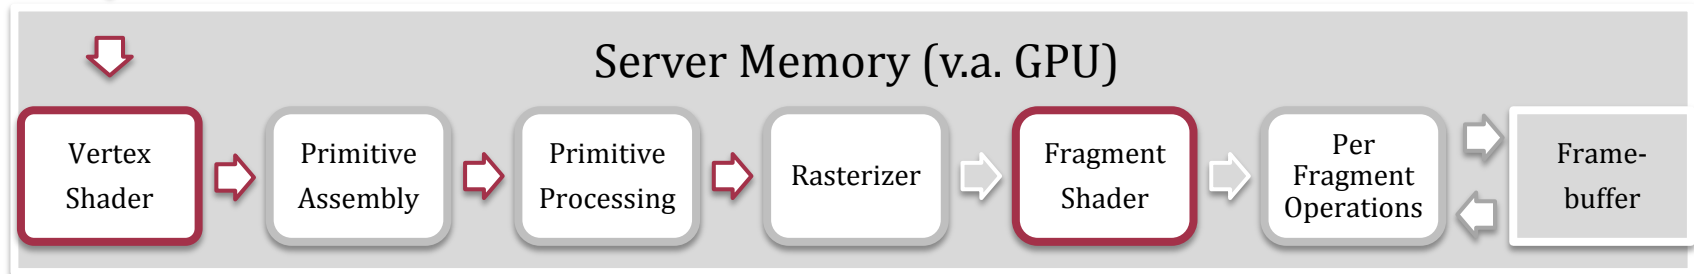 Server Memory (v.a. GPU)
Vertex
Shader
Primitive
Assembly
Primitive
Processing
Rasterizer
Fragment
Shader
Per
Fragment
Operations
Frame-
buffer